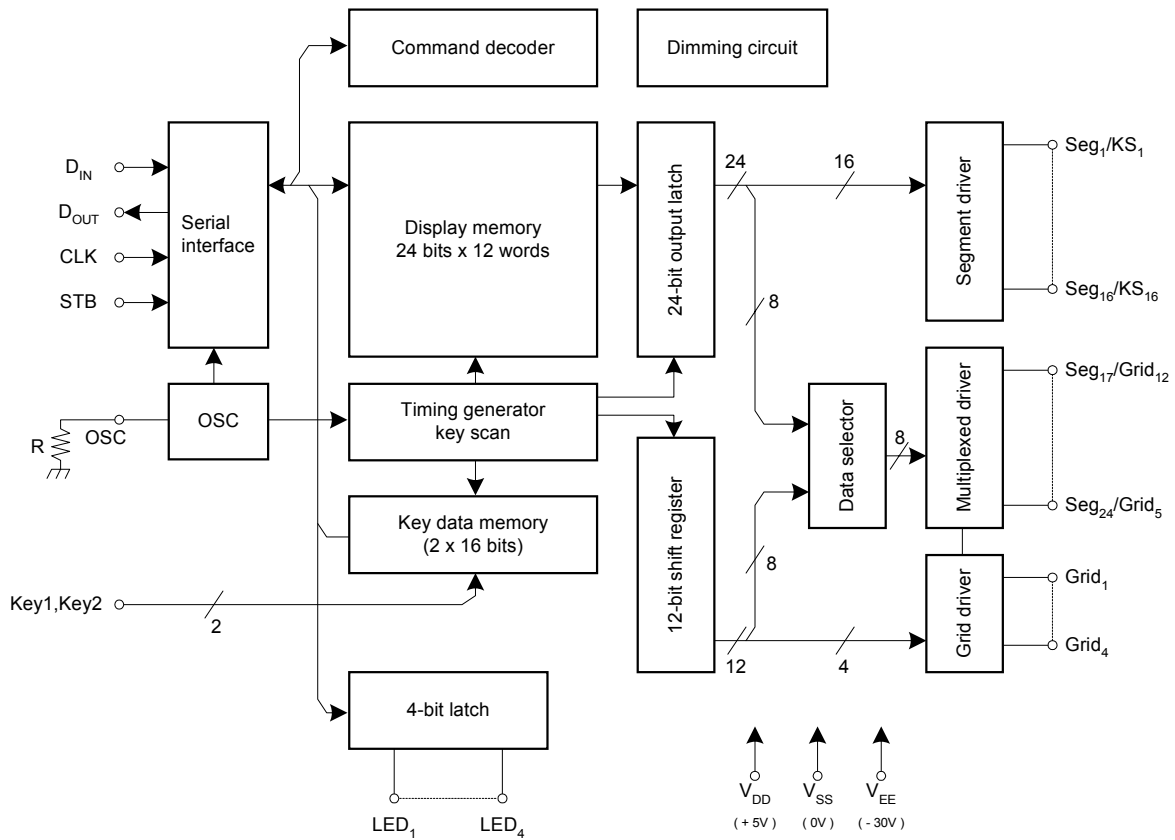 Command decoder
Dimming circuit
D_IN
D_OUT
CLK
STB
Serial
interface
Display memory
24 bits x 12 words
24-bit output latch
24
16
8
Segment driver
Seg_1/KS_1
Seg_16/KS_16
R
OSC
OSC
Timing generator
key scan
Key data memory
(2 x 16 bits)
Key1,Key2
2
12-bit shift register
12
8
4
Data selector
8
Multiplexed driver
Seg_17/Grid_12
Seg_24/Grid_5
Grid driver
Grid_1
Grid_4
4-bit latch
LED_1
LED_4
V_DD
( + 5V )
V_SS
( 0V )
V_EE
( - 30V )